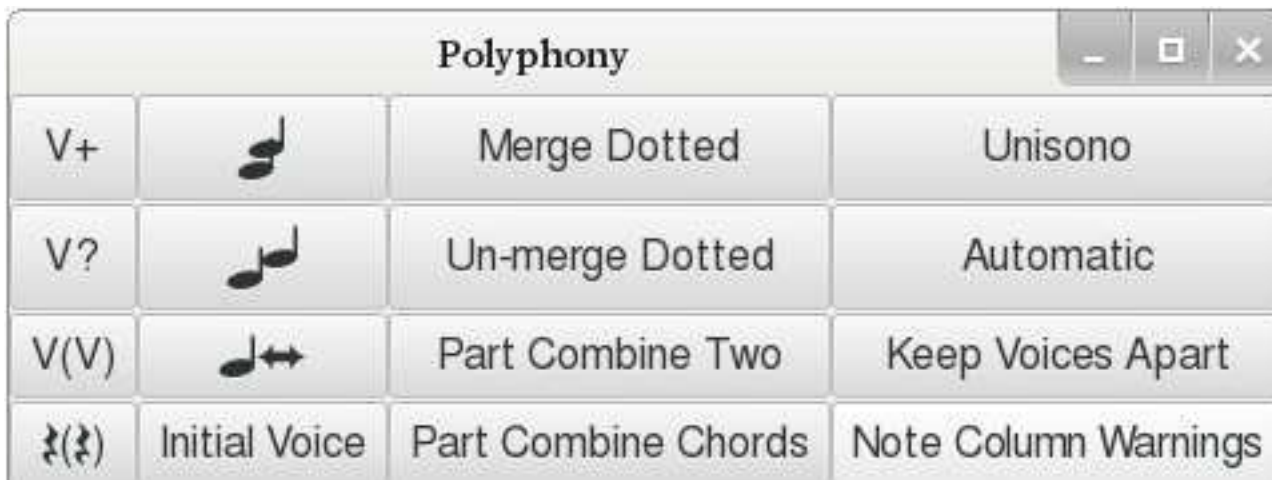 Polyphony
V+ Merge Dotted Unisono
V? Un-merge Dotted Automatic
V(V) Part Combine Two Keep Voices Apart
𝄽(𝄽) Initial Voice Part Combine Chords Note Column Warnings